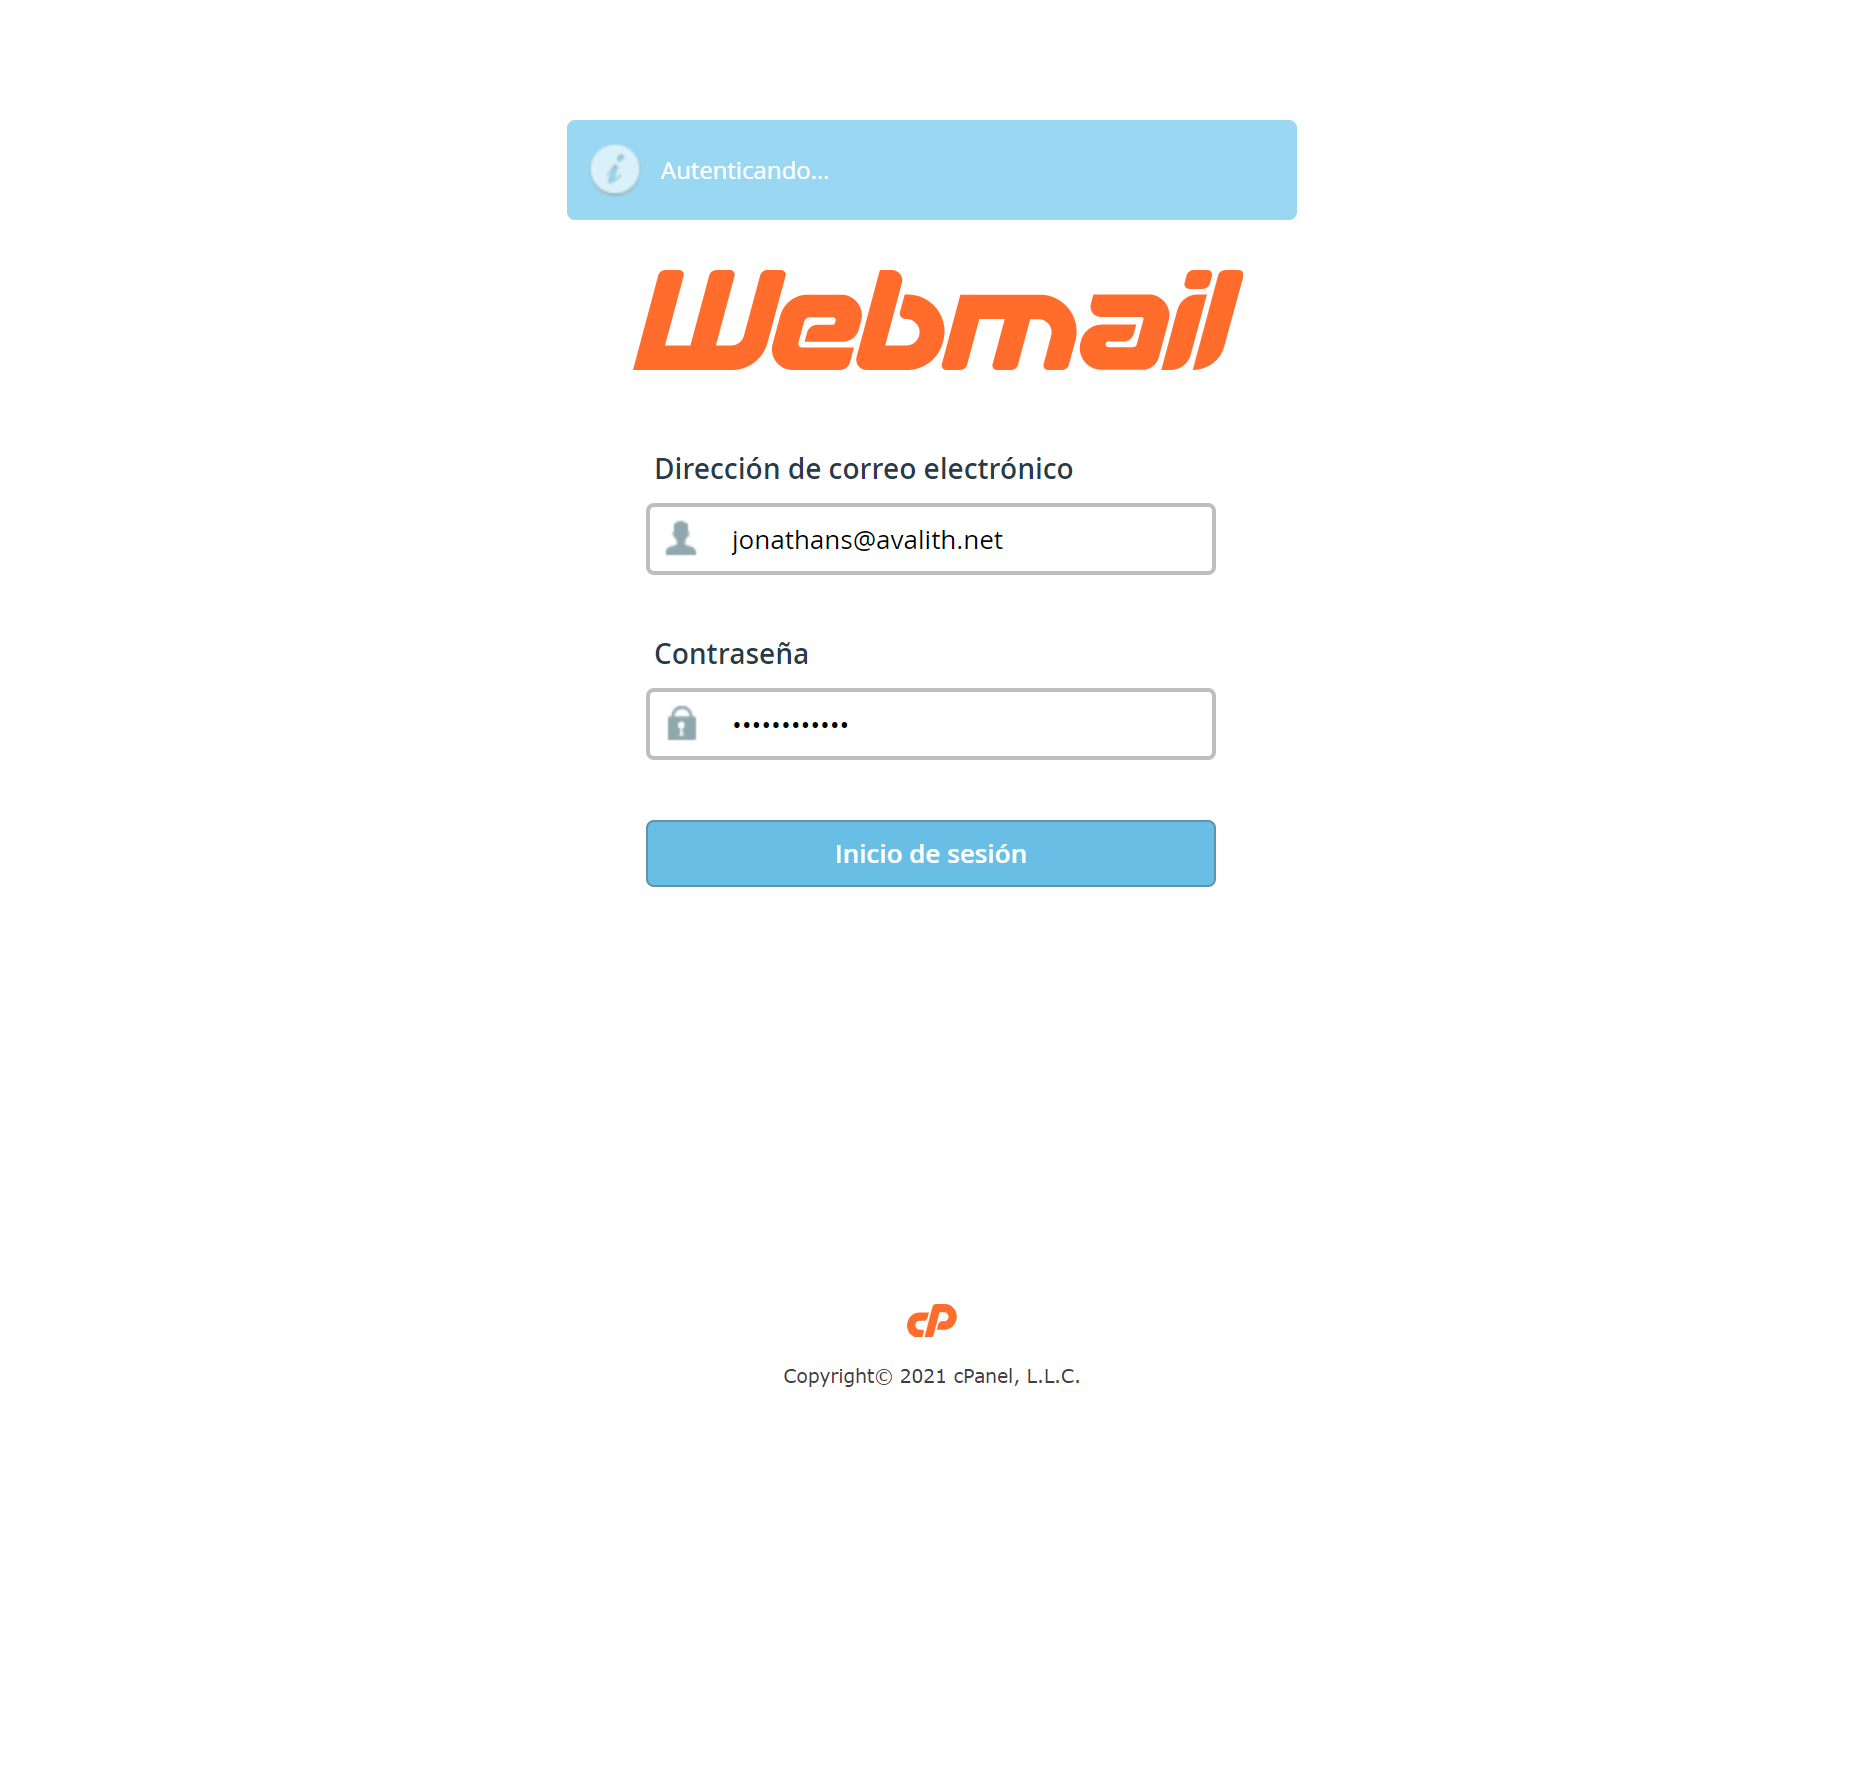 Autenticando...
Webmail
Dirección de correo electrónico
jonathans@avalith.net
Contraseña
••••••••••••
Inicio de sesión
cP
Copyright© 2021 cPanel, L.L.C.